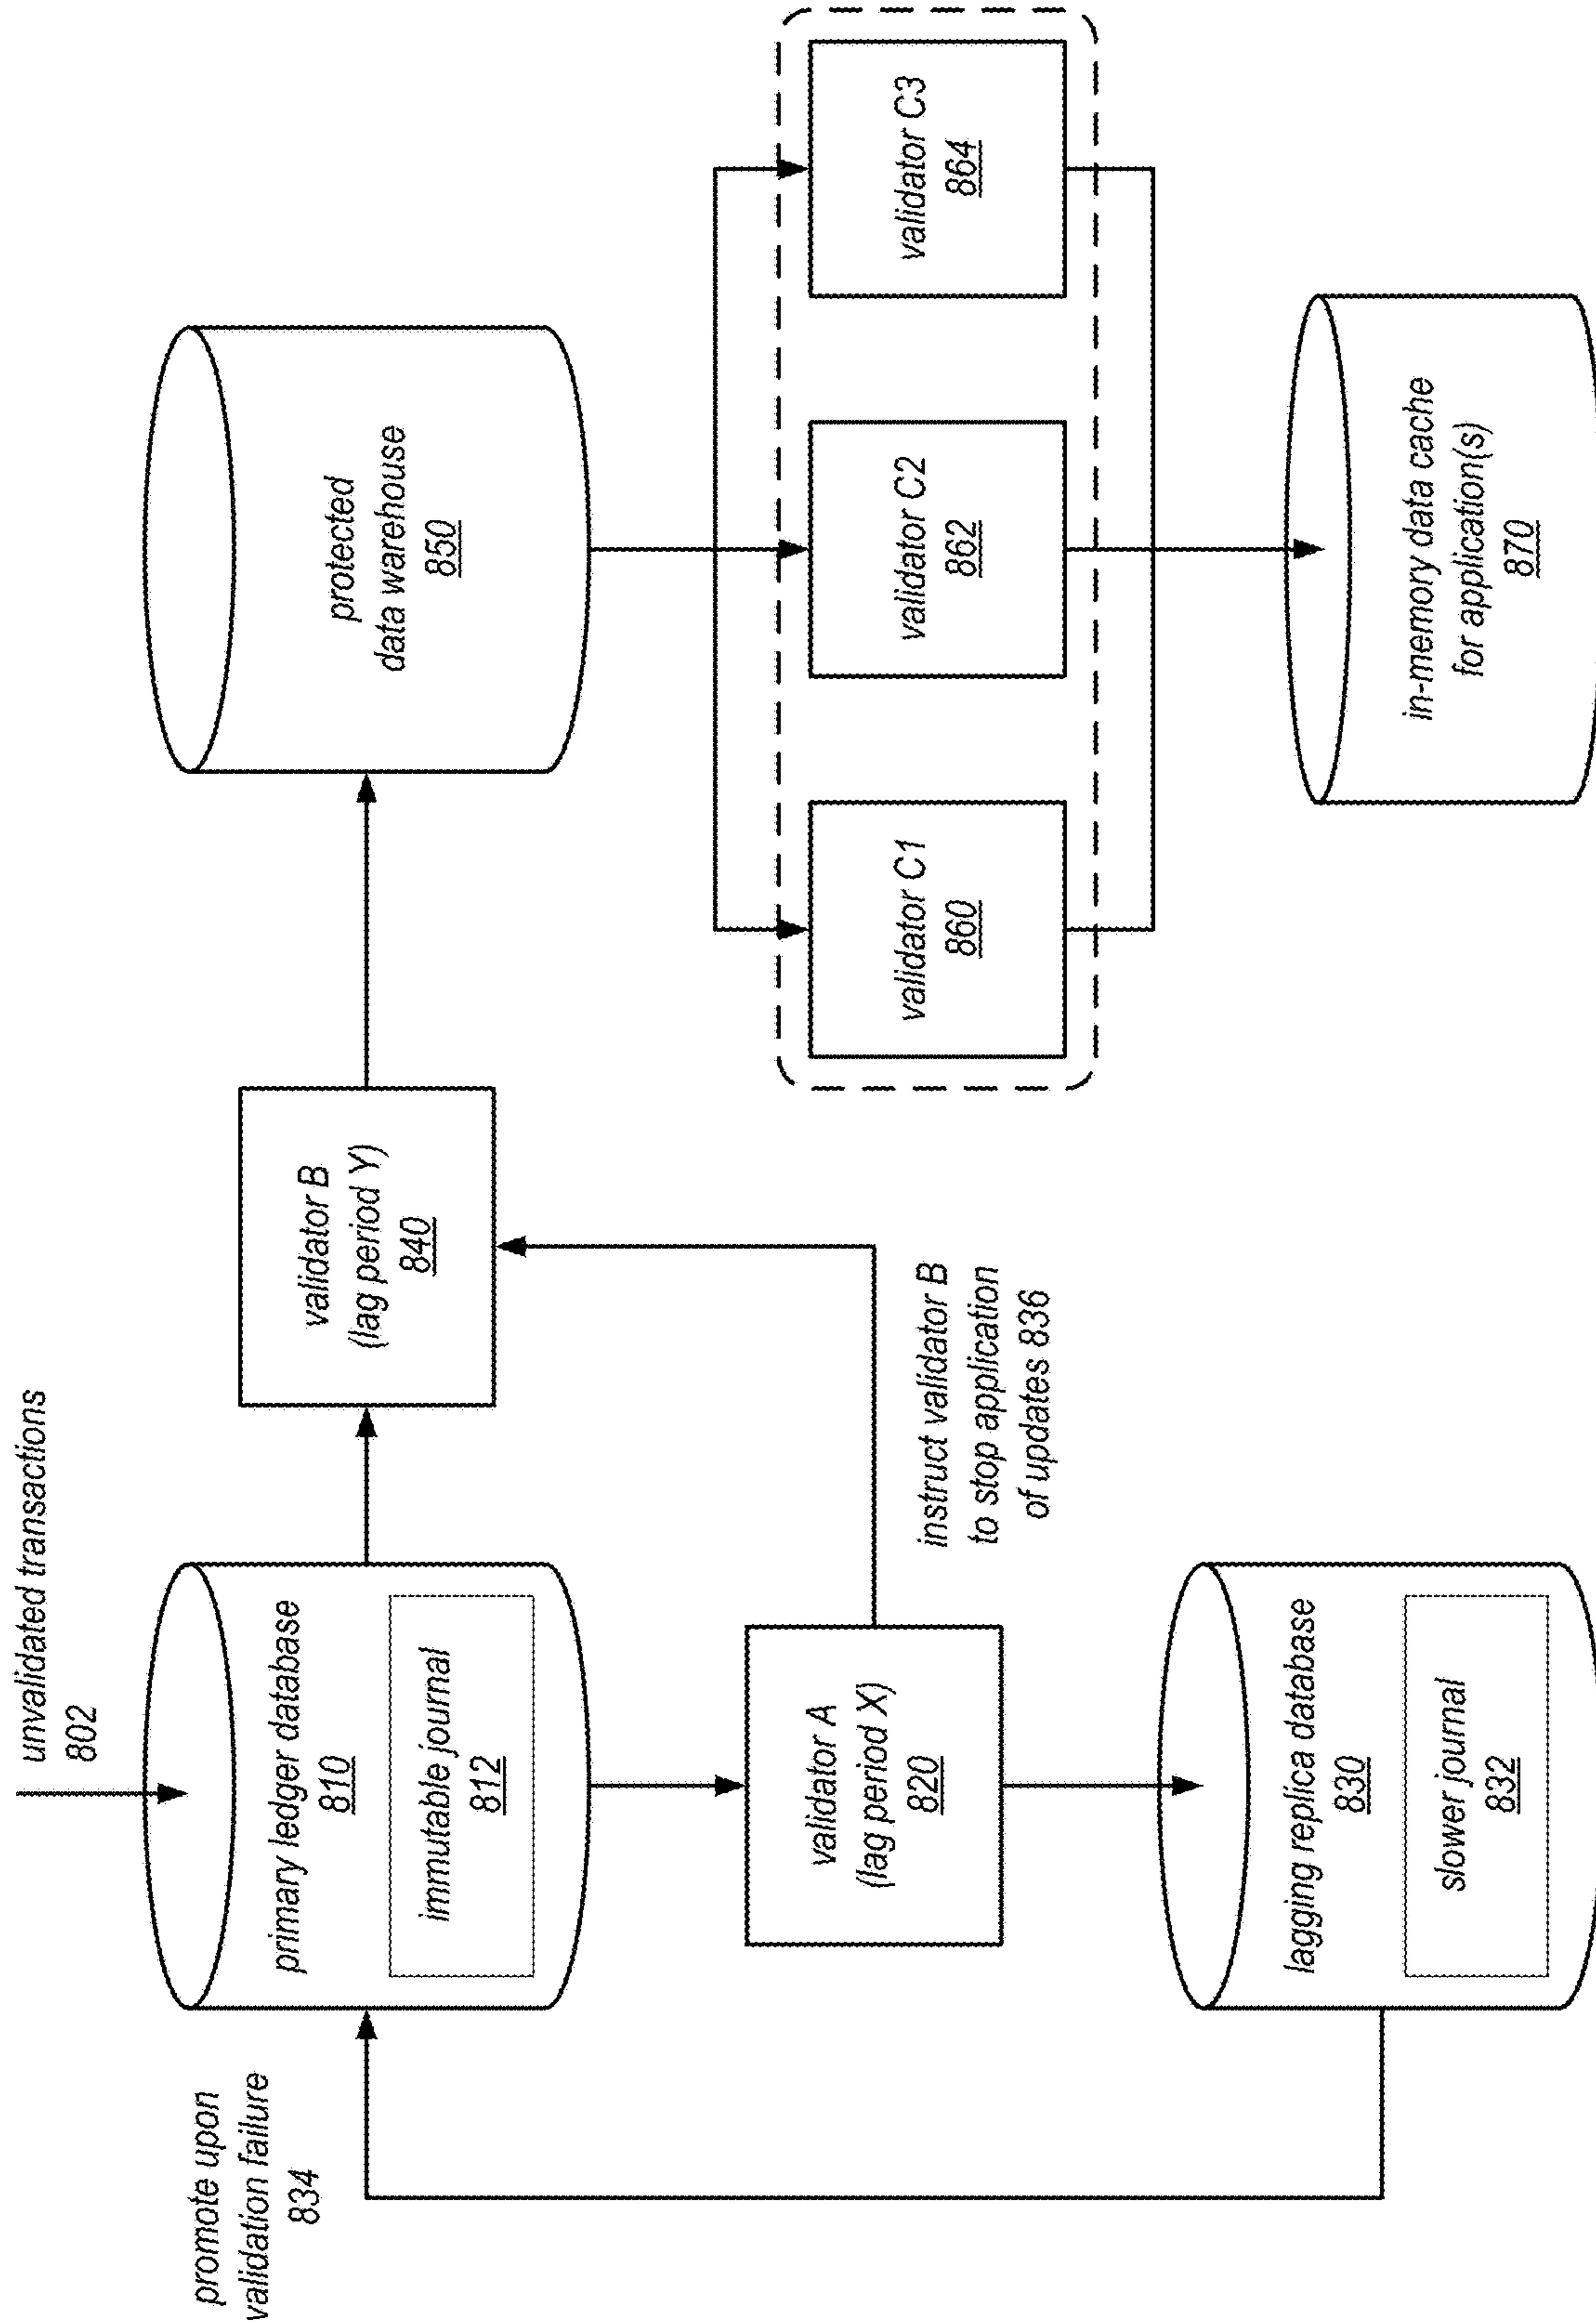 unvalidated transactions
802
promote upon
validation failure
834
primary ledger database
810
immutable journal
812
validator B
(lag period Y)
840
protected
data warehouse
850
validator A
(lag period X)
820
instruct validator B
to stop application
of updates 836
validator C1
860
validator C2
862
validator C3
864
lagging replica database
830
slower journal
832
in-memory data cache
for application(s)
870